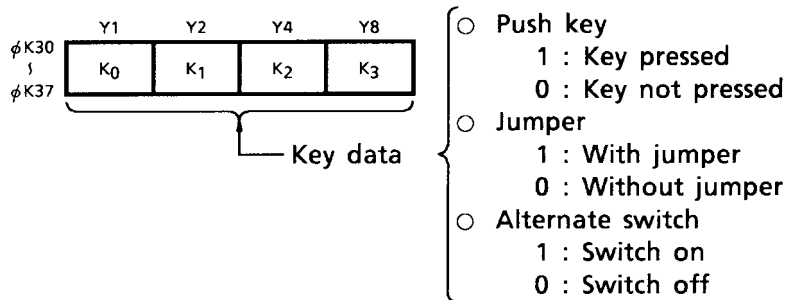 Y1 Y2 Y4 Y8
φK30
~
φK37
K0 K1 K2 K3
Key data
○ Push key
1 : Key pressed
0 : Key not pressed
○ Jumper
1 : With jumper
0 : Without jumper
○ Alternate switch
1 : Switch on
0 : Switch off